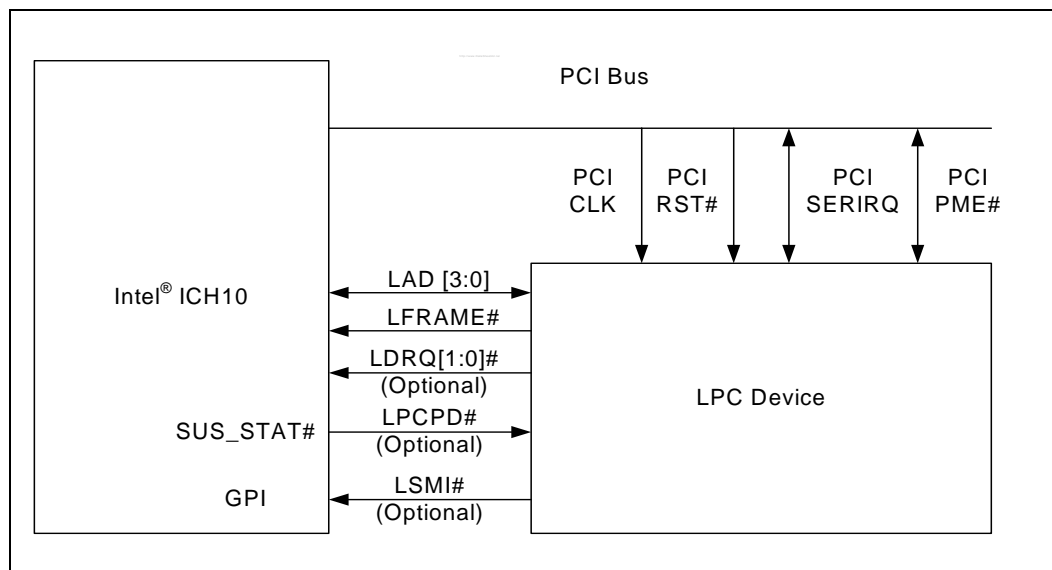 PCI Bus
PCI
CLK
PCI
RST#
PCI
SERIRQ
PCI
PME#
Intel® ICH10
LAD [3:0]
LFRAME#
LDRQ[1:0]#
(Optional)
LPC Device
SUS_STAT#
LPCPD#
(Optional)
GPI
LSMI#
(Optional)